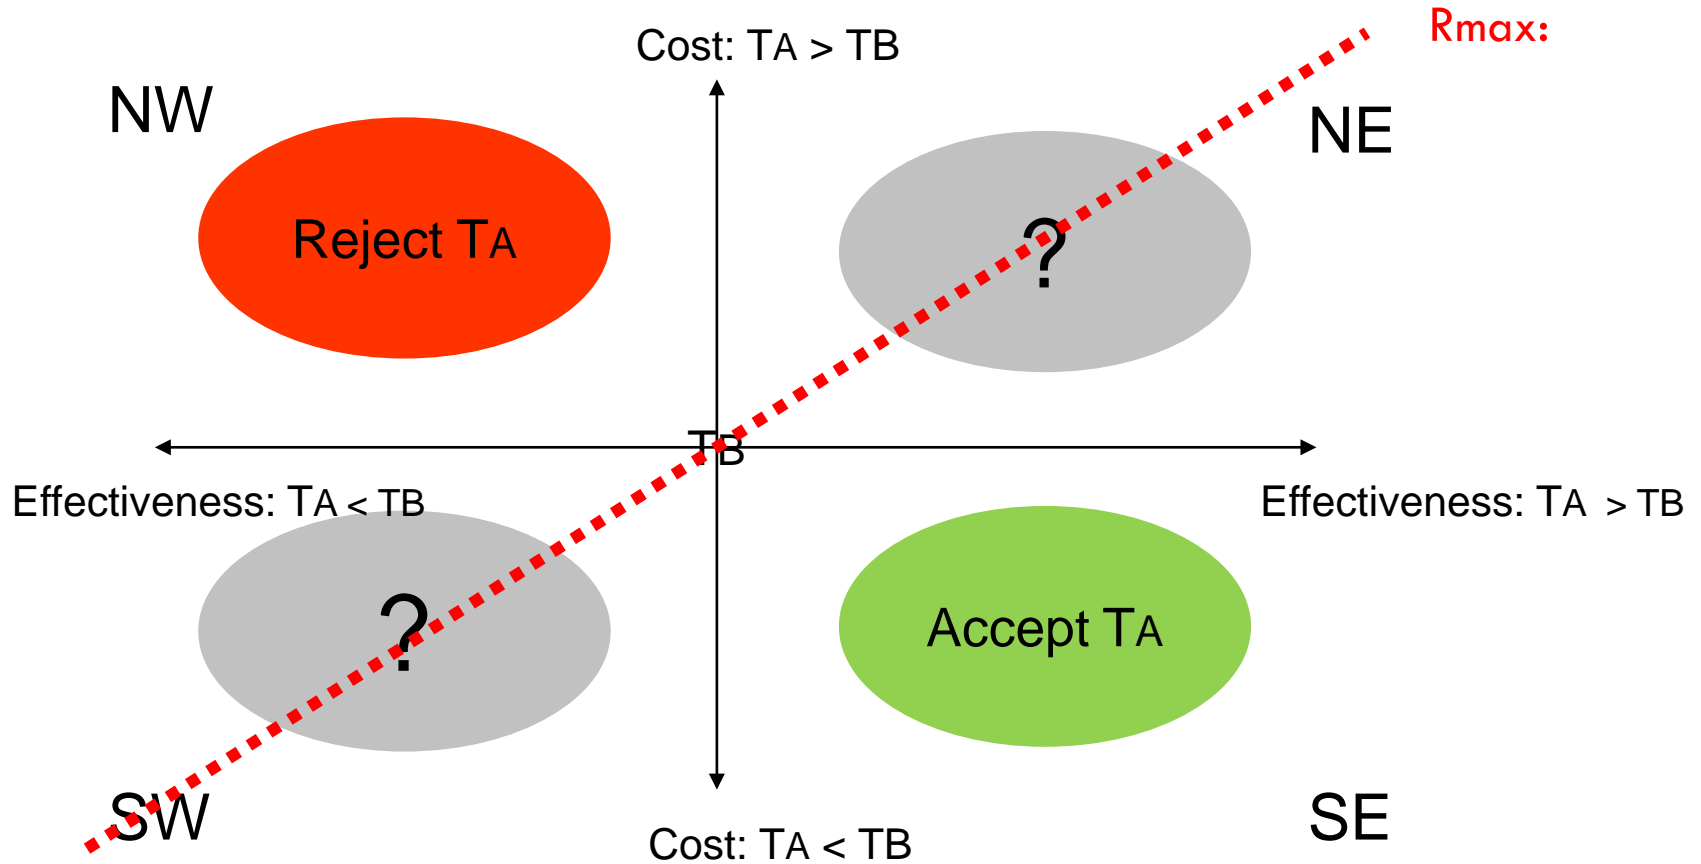 Rmax:
Cost: TA > TB
NW
NE
Reject TA
?
TB
Effectiveness: TA < TB
Effectiveness: TA > TB
?
Accept TA
SW
SE
Cost: TA < TB